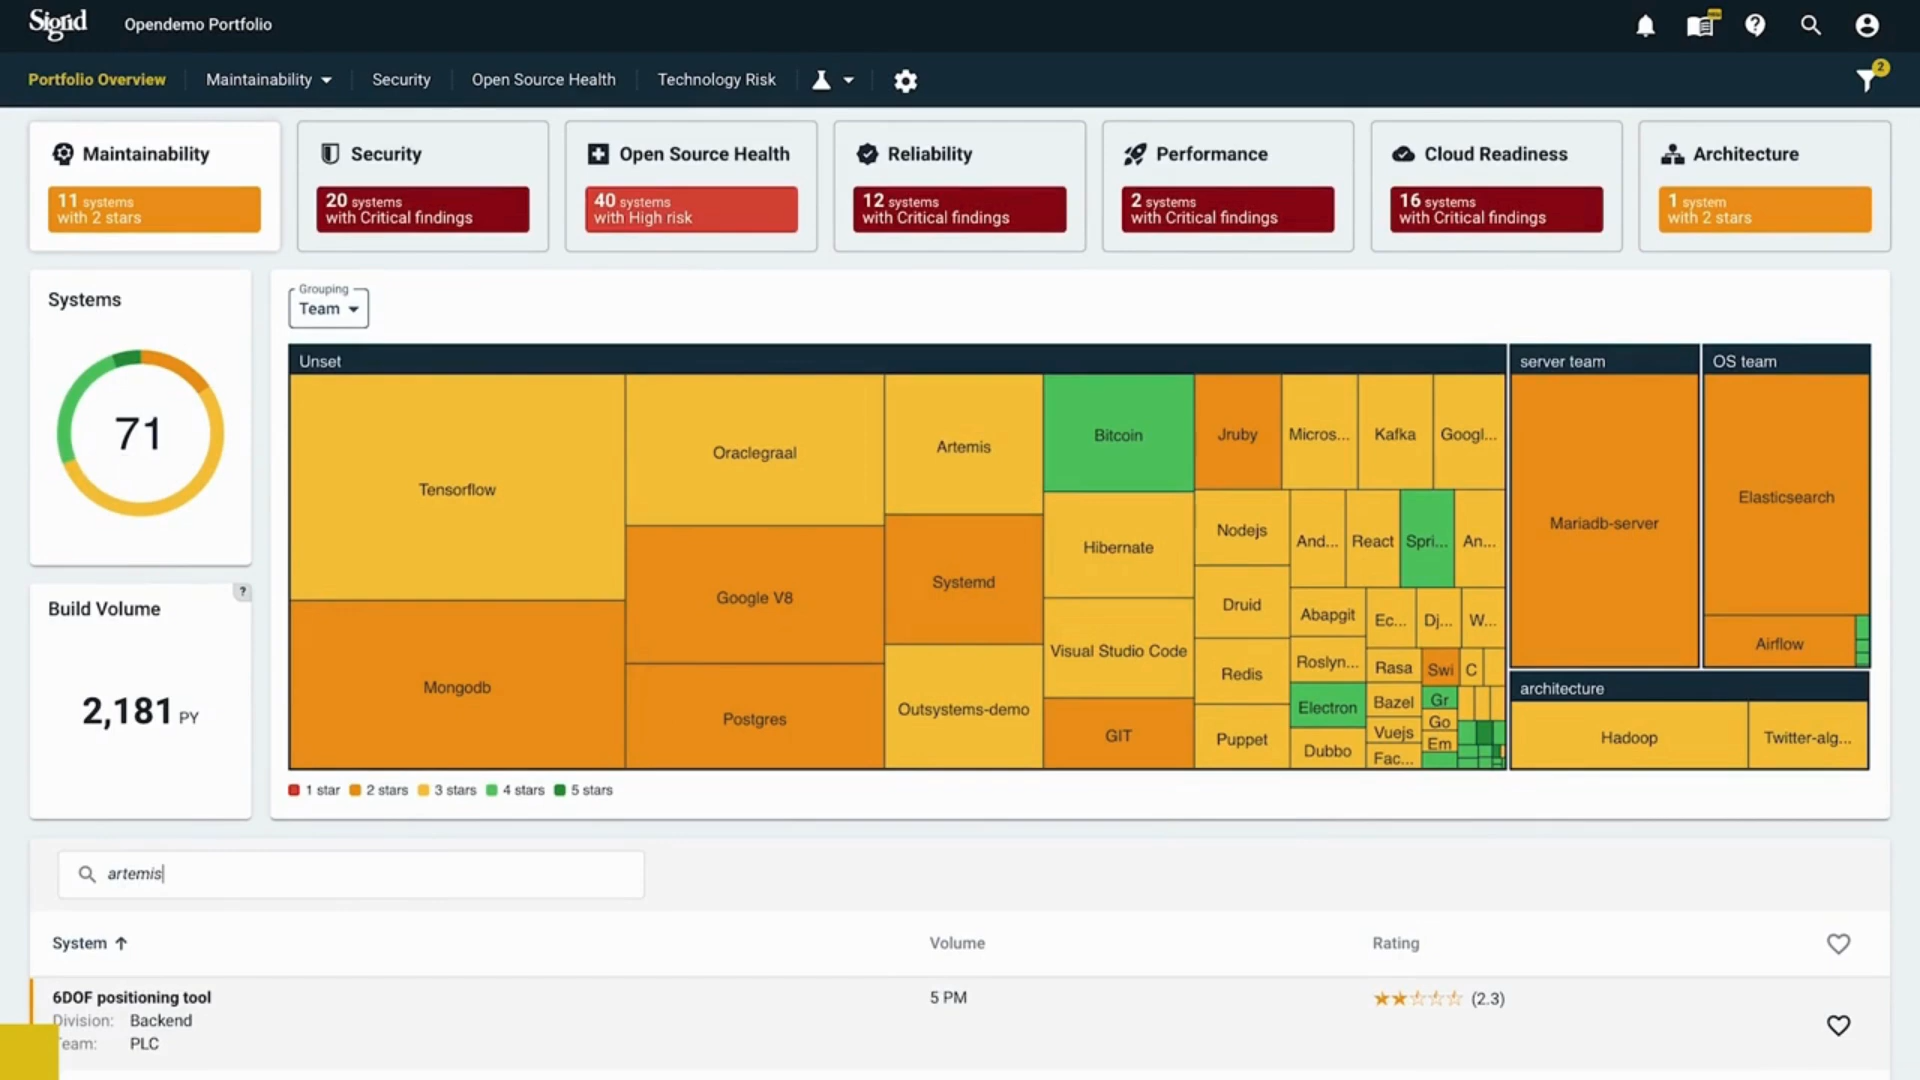 Sigrid
Opendemo Portfolio
Portfolio Overview
Maintainability
Security
Open Source Health
Technology Risk
2
Maintainability
11 systems
with 2 stars
Security
20 systems
with Critical findings
Open Source Health
40 systems
with High risk
Reliability
12 systems
with Critical findings
Performance
2 systems
with Critical findings
Cloud Readiness
16 systems
with Critical findings
Architecture
1 system
with 2 stars
Systems
71
Build Volume
?
2,181 PY
Grouping
Team
Unset
Tensorflow
Mongodb
Oraclegraal
Google V8
Postgres
Artemis
Systemd
Outsystems-demo
Bitcoin
Hibernate
Visual Studio Code
GIT
Jruby
Micros...
Kafka
Googl...
Nodejs
Druid
Redis
Puppet
And...
React
Spri...
An...
Abapgit
Ec...
Dj...
W...
Roslyn...
Rasa
Swi
C
Electron
Bazel
Gr
Vuejs
Go
Dubbo
Fac...
Em
server team
Mariadb-server
OS team
Elasticsearch
Airflow
architecture
Hadoop
Twitter-alg...
1 star 2 stars 3 stars 4 stars 5 stars
artemis
System
Volume
Rating
6DOF positioning tool
5 PM
(2.3)
Division: Backend
PLC